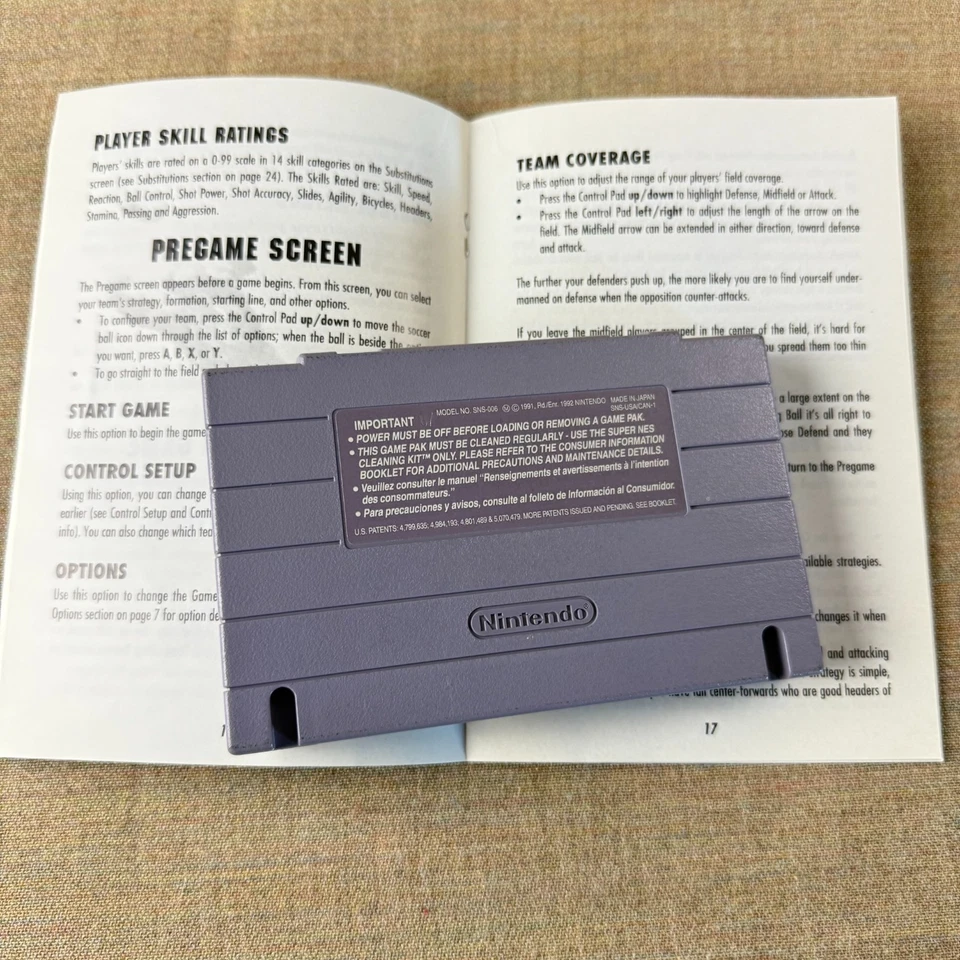 PLAYER SKILL RATINGS
Players' skills are rated on a 0-99 scale in 14 skill categories on the Substitutions
screen (see Substitutions section on page 24). The Skills Rated are: Skill, Speed,
Reaction, Ball Control, Shot Power, Shot Accuracy, Slides, Agility, Bicycles, Headers,
Stamina, Passing and Aggression.
PREGAME SCREEN
The Pregame screen appears before a game begins. From this screen, you can select
your team's strategy, formation, starting line, and other options.
• To configure your team, press the Control Pad up/down to move the soccer
ball icon down through the list of options; when the ball is beside the
you want, press A, B, X, or Y.
• To go straight to the field
START GAME
Use this option to begin the game
CONTROL SETUP
Using this option, you can change
earlier (see Control Setup and
info). You can also change which
OPTIONS
Use this option to change the Game
Options section on page 7 for option
TEAM COVERAGE
Use this option to adjust the range of your players' field coverage.
• Press the Control Pad up/down to highlight Defense, Midfield or Attack.
• Press the Control Pad left/right to adjust the length of the arrow on the
field. The Midfield arrow can be extended in either direction, toward defense
and attack.
The further your defenders push up, the more likely you are to find yourself under-
manned on defense when the opposition counter-attacks.
If you leave the midfield players in the center of the field, it's hard for
spread them too thin
a large extent on the
Ball it's all right to
Defend and they
return to the Pregame
strategies.
changes it when
and attacking
is simple,
tall center-forwards who are good headers of
17
IMPORTANT MODEL NO. SNS-006 Ⓜ © 1991, Rd./Enr. 1992 NINTENDO MADE IN JAPAN
SNS-USA/CAN-1
• POWER MUST BE OFF BEFORE LOADING OR REMOVING A GAME PAK.
• THIS GAME PAK MUST BE CLEANED REGULARLY - USE THE SUPER NES
CLEANING KIT™ ONLY. PLEASE REFER TO THE CONSUMER INFORMATION
BOOKLET FOR ADDITIONAL PRECAUTIONS AND MAINTENANCE DETAILS.
• Veuillez consulter le manuel "Renseignements et avertissements à l'intention
des consommateurs."
• Para precauciones y avisos, consulte al folleto de Información al Consumidor.
U.S. PATENTS: 4,799,635; 4,984,193; 4,801,489 & 5,070,479. MORE PATENTS ISSUED AND PENDING. SEE BOOKLET.
Nintendo®